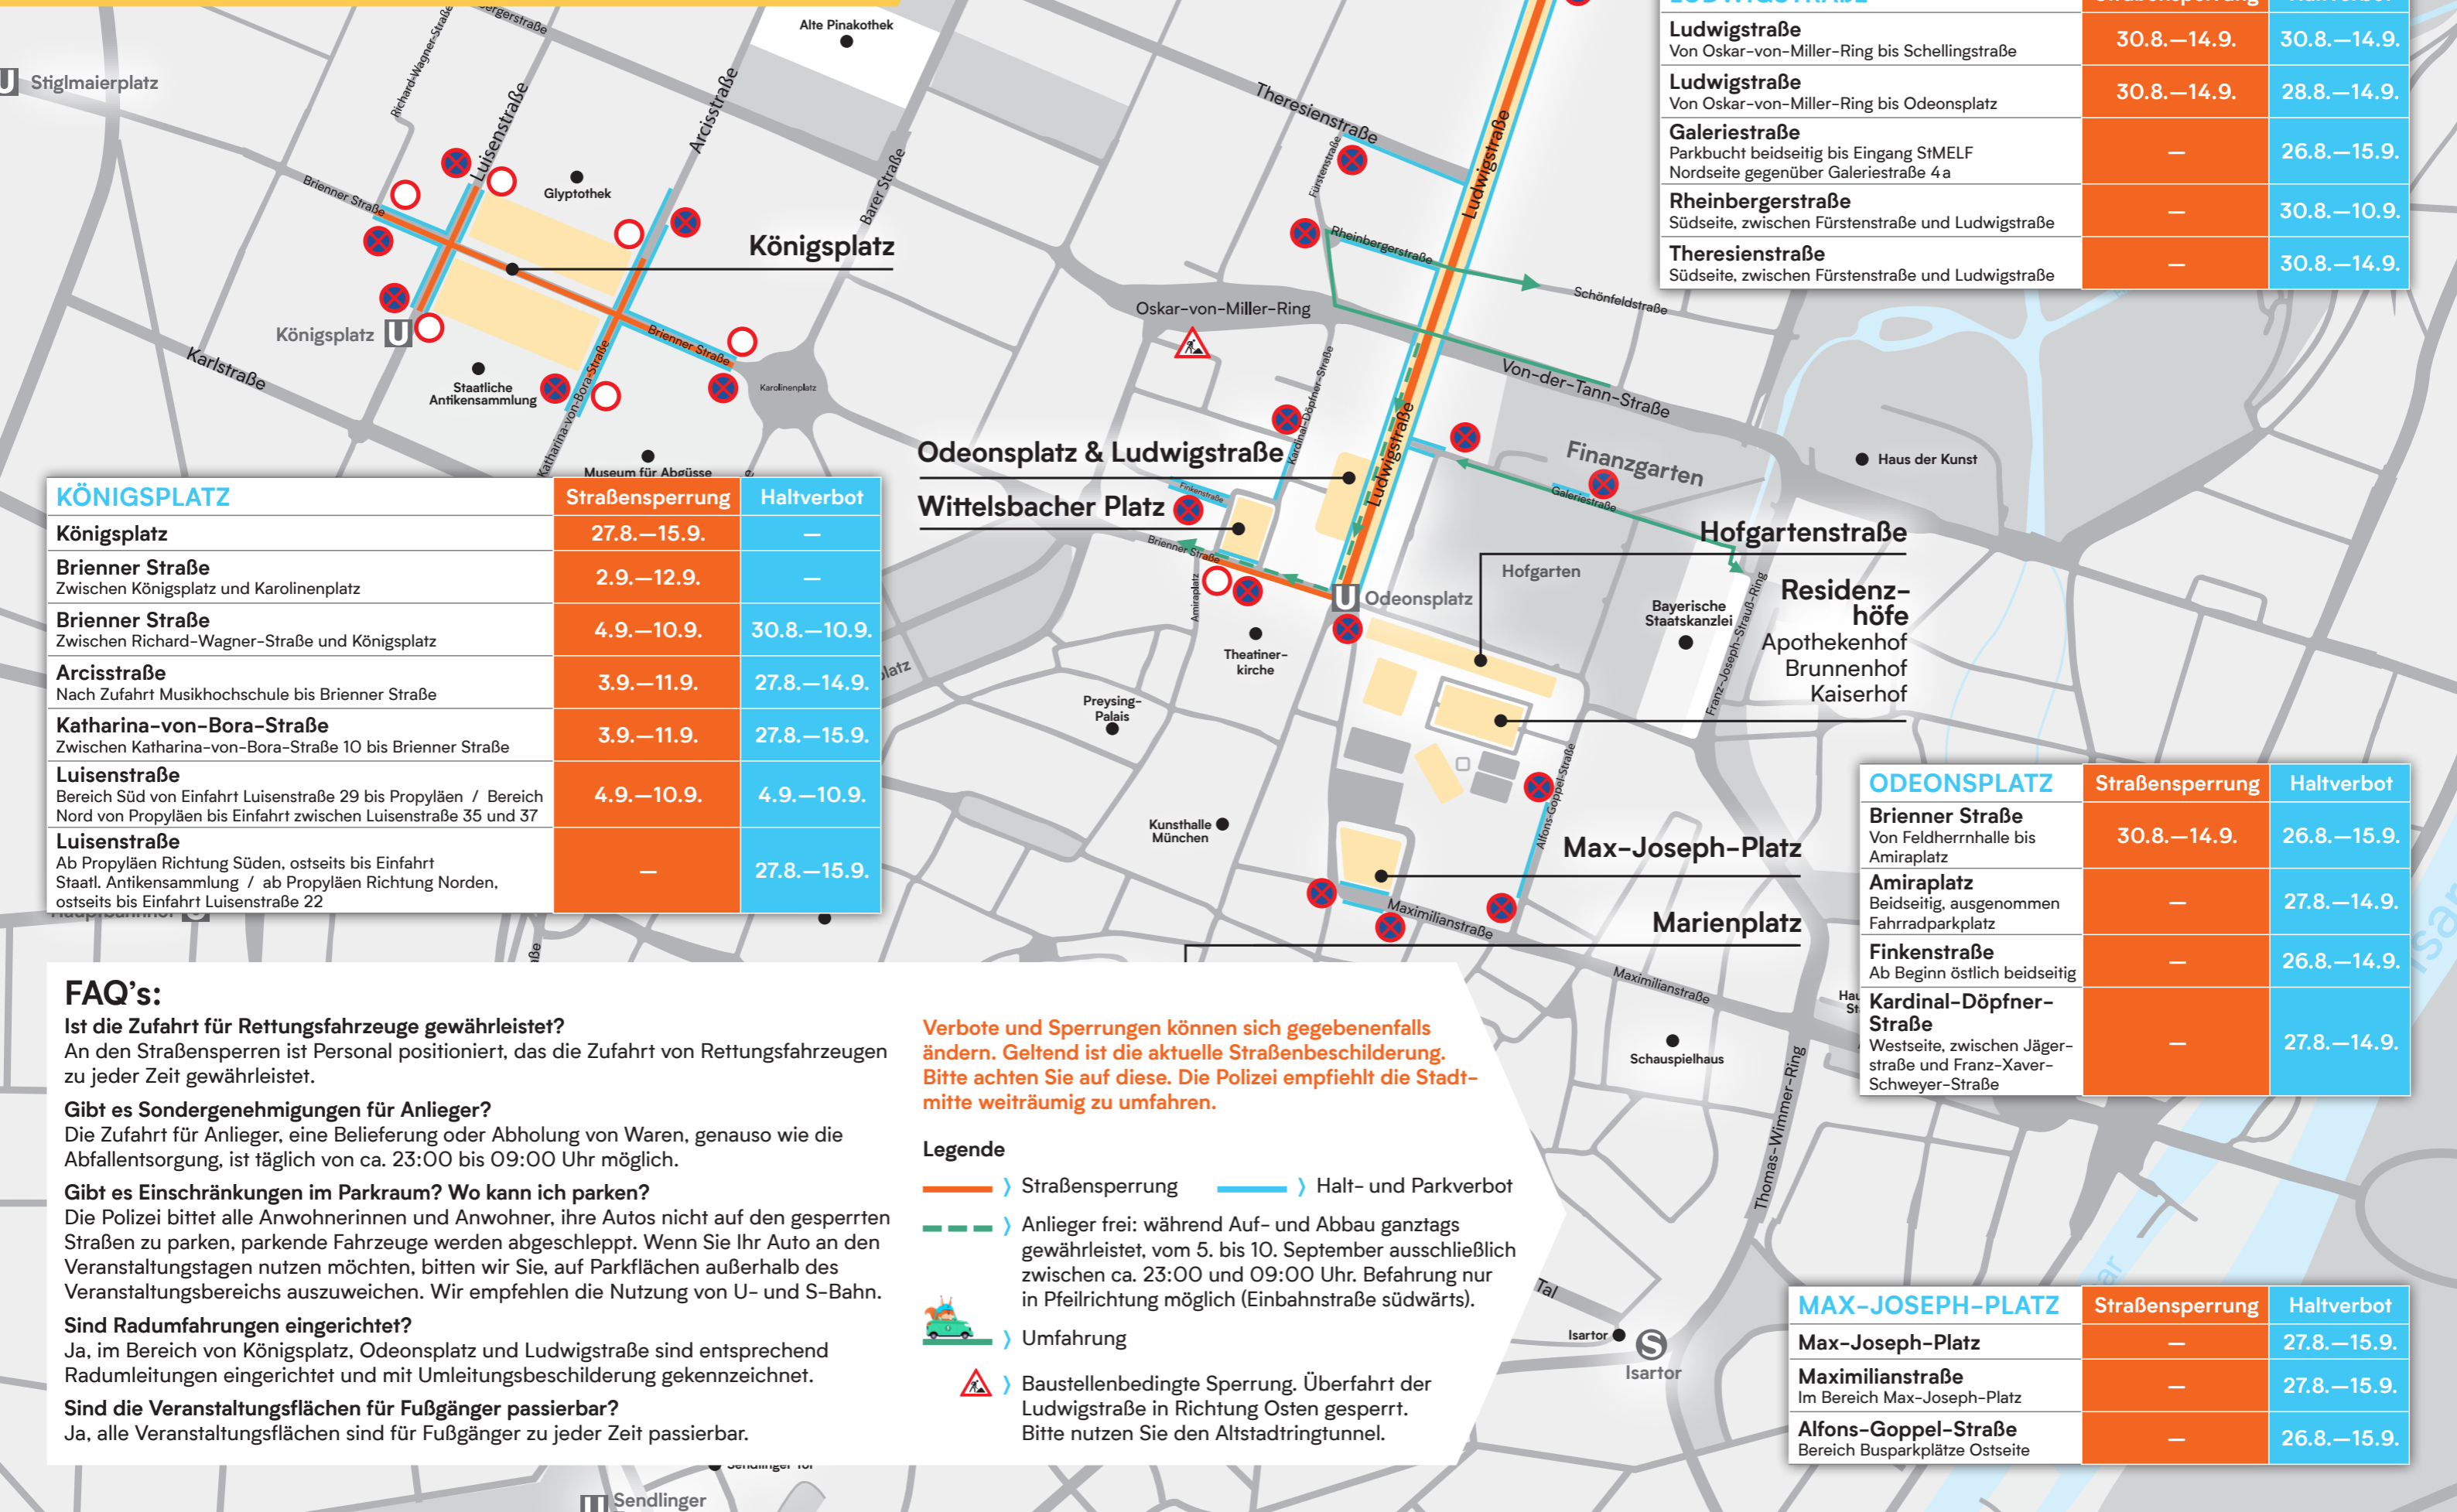 Alte Pinakothek
Stiglmaierplatz
Richard-Wagner-Straße
Luisenstraße
Arcisstraße
Barer Straße
Theresienstraße
Fürstenstraße
Ludwigstraße
Brienner Straße
Glyptothek
Königsplatz
Rheinbergerstraße
Schönfeldstraße
Oskar-von-Miller-Ring
Königsplatz
Karlstraße
Brienner Straße
Karolinenplatz
Staatliche
Antikensammlung
Katharina-von-Bora-Straße
Museum für Abgüsse
Kardinal-Döpfner-Straße
Von-der-Tann-Straße
Ludwigstraße
Finanzgarten
Haus der Kunst
Odeonsplatz & Ludwigstraße
Wittelsbacher Platz
Finkenstraße
Galeriestraße
Hofgartenstraße
Brienner Straße
Amiraplatz
Hofgarten
Odeonsplatz
Bayerische
Staatskanzlei
Franz-Joseph-Strauß-Ring
Residenz-
höfe
Apothekenhof
Brunnenhof
Kaiserhof
Theatiner-
kirche
Preysing-
Palais
Kunsthalle
München
Alfons-Goppel-Straße
Max-Joseph-Platz
Maximilianstraße
Marienplatz
Maximilianstraße
Schauspielhaus
Thomas-Wimmer-Ring
Tal
Isartor
S
Isartor
Isar
Sendlinger Tor
Sendlinger
LUDWIGSTRAßE Straßensperrung Haltverbot
Ludwigstraße
Von Oskar-von-Miller-Ring bis Schellingstraße
30.8.—14.9. 30.8.—14.9.
Ludwigstraße
Von Oskar-von-Miller-Ring bis Odeonsplatz
30.8.—14.9. 28.8.—14.9.
Galeriestraße
Parkbucht beidseitig bis Eingang StMELF
Nordseite gegenüber Galeriestraße 4a
— 26.8.—15.9.
Rheinbergerstraße
Südseite, zwischen Fürstenstraße und Ludwigstraße
— 30.8.—10.9.
Theresienstraße
Südseite, zwischen Fürstenstraße und Ludwigstraße
— 30.8.—14.9.
KÖNIGSPLATZ Straßensperrung Haltverbot
Königsplatz 27.8.—15.9. —
Brienner Straße
Zwischen Königsplatz und Karolinenplatz
2.9.—12.9. —
Brienner Straße
Zwischen Richard-Wagner-Straße und Königsplatz
4.9.—10.9. 30.8.—10.9.
Arcisstraße
Nach Zufahrt Musikhochschule bis Brienner Straße
3.9.—11.9. 27.8.—14.9.
Katharina-von-Bora-Straße
Zwischen Katharina-von-Bora-Straße 10 bis Brienner Straße
3.9.—11.9. 27.8.—15.9.
Luisenstraße
Bereich Süd von Einfahrt Luisenstraße 29 bis Propyläen / Bereich
Nord von Propyläen bis Einfahrt zwischen Luisenstraße 35 und 37
4.9.—10.9. 4.9.—10.9.
Luisenstraße
Ab Propyläen Richtung Süden, ostseits bis Einfahrt
Staatl. Antikensammlung / ab Propyläen Richtung Norden,
ostseits bis Einfahrt Luisenstraße 22
— 27.8.—15.9.
ODEONSPLATZ Straßensperrung Haltverbot
Brienner Straße
Von Feldherrnhalle bis
Amiraplatz
30.8.—14.9. 26.8.—15.9.
Amiraplatz
Beidseitig, ausgenommen
Fahrradparkplatz
— 27.8.—14.9.
Finkenstraße
Ab Beginn östlich beidseitig
— 26.8.—14.9.
Kardinal-Döpfner-
Straße
Westseite, zwischen Jäger-
straße und Franz-Xaver-
Schweyer-Straße
— 27.8.—14.9.
MAX-JOSEPH-PLATZ Straßensperrung Haltverbot
Max-Joseph-Platz — 27.8.—15.9.
Maximilianstraße
Im Bereich Max-Joseph-Platz
— 27.8.—15.9.
Alfons-Goppel-Straße
Bereich Busparkplätze Ostseite
— 26.8.—15.9.
FAQ's:
Ist die Zufahrt für Rettungsfahrzeuge gewährleistet?
An den Straßensperren ist Personal positioniert, das die Zufahrt von Rettungsfahrzeugen
zu jeder Zeit gewährleistet.
Gibt es Sondergenehmigungen für Anlieger?
Die Zufahrt für Anlieger, eine Belieferung oder Abholung von Waren, genauso wie die
Abfallentsorgung, ist täglich von ca. 23:00 bis 09:00 Uhr möglich.
Gibt es Einschränkungen im Parkraum? Wo kann ich parken?
Die Polizei bittet alle Anwohnerinnen und Anwohner, ihre Autos nicht auf den gesperrten
Straßen zu parken, parkende Fahrzeuge werden abgeschleppt. Wenn Sie Ihr Auto an den
Veranstaltungstagen nutzen möchten, bitten wir Sie, auf Parkflächen außerhalb des
Veranstaltungsbereichs auszuweichen. Wir empfehlen die Nutzung von U- und S-Bahn.
Sind Radumfahrungen eingerichtet?
Ja, im Bereich von Königsplatz, Odeonsplatz und Ludwigstraße sind entsprechend
Radumleitungen eingerichtet und mit Umleitungsbeschilderung gekennzeichnet.
Sind die Veranstaltungsflächen für Fußgänger passierbar?
Ja, alle Veranstaltungsflächen sind für Fußgänger zu jeder Zeit passierbar.
Verbote und Sperrungen können sich gegebenenfalls
ändern. Geltend ist die aktuelle Straßenbeschilderung.
Bitte achten Sie auf diese. Die Polizei empfiehlt die Stadt-
mitte weiträumig zu umfahren.
Legende
Straßensperrung
Halt- und Parkverbot
Anlieger frei: während Auf- und Abbau ganztags
gewährleistet, vom 5. bis 10. September ausschließlich
zwischen ca. 23:00 und 09:00 Uhr. Befahrung nur
in Pfeilrichtung möglich (Einbahnstraße südwärts).
Umfahrung
Baustellenbedingte Sperrung. Überfahrt der
Ludwigstraße in Richtung Osten gesperrt.
Bitte nutzen Sie den Altstadtringtunnel.